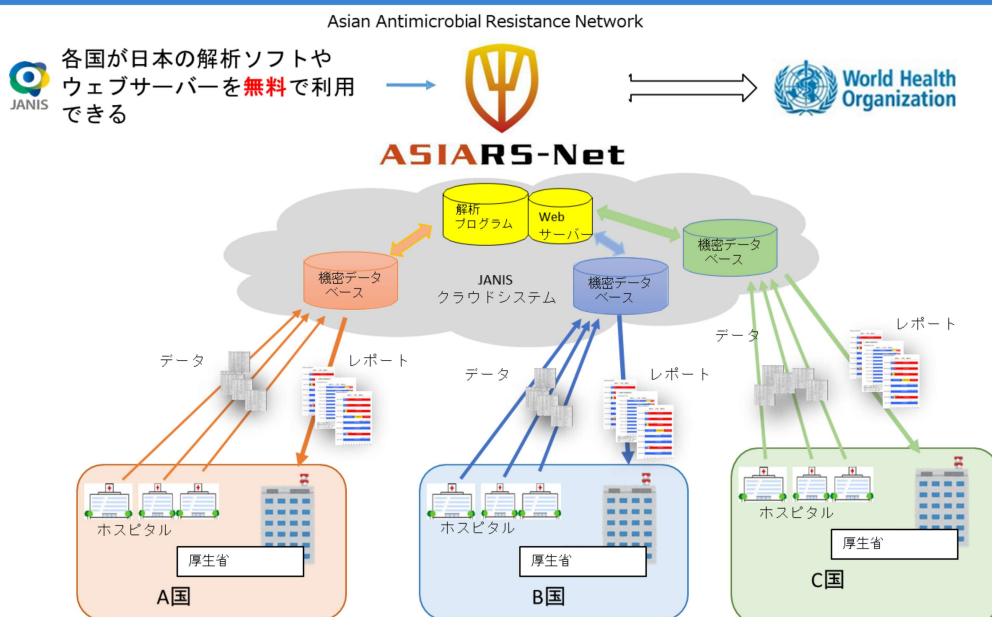 Asian Antimicrobial Resistance Network
JANIS
各国が日本の解析ソフトや
ウェブサーバーを無料で利用
できる
ASIARS-Net
World Health
Organization
解析
プログラム
Web
サーバー
機密データ
ベース
JANIS
クラウドシステム
機密データ
ベース
機密データ
ベース
データ
レポート
データ
レポート
データ
レポート
ホスピタル
厚生省
A国
ホスピタル
厚生省
B国
ホスピタル
厚生省
C国